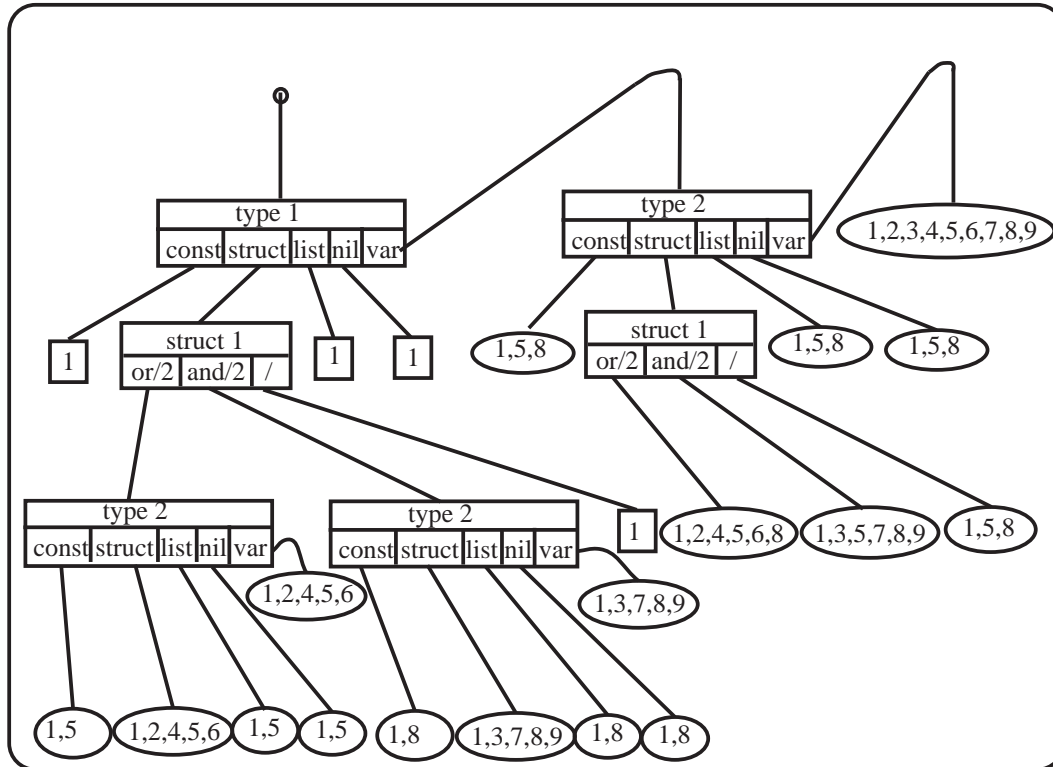 type 1
const struct list nil var
type 2
const struct list nil var
1,2,3,4,5,6,7,8,9
1
struct 1
or/2 and/2 /
1
1
1,5,8
struct 1
or/2 and/2 /
1,5,8
1,5,8
type 2
const struct list nil var
type 2
const struct list nil var
1
1,2,4,5,6,8
1,3,5,7,8,9
1,5,8
1,2,4,5,6
1,3,7,8,9
1,5
1,2,4,5,6
1,5
1,5
1,8
1,3,7,8,9
1,8
1,8